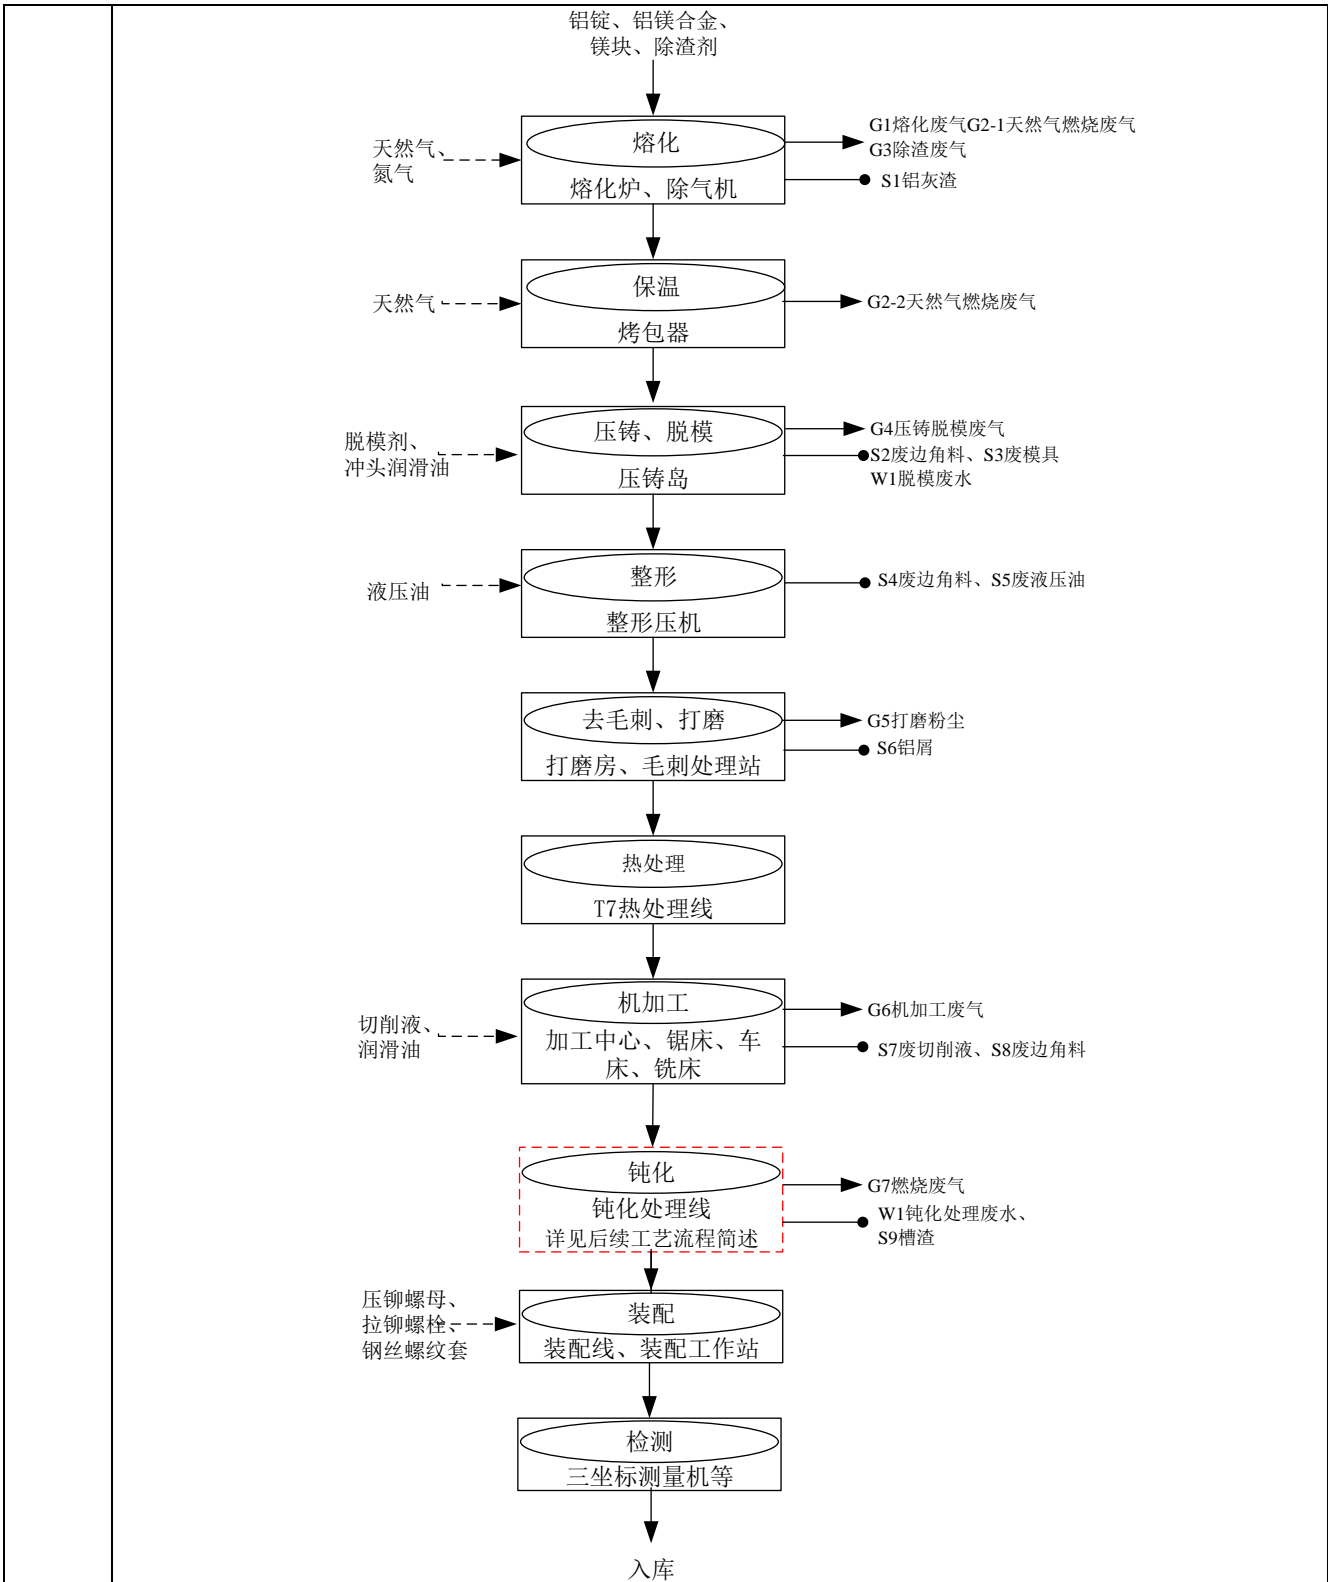 铝锭、铝镁合金、
镁块、除渣剂
熔化
熔化炉、除气机
天然气、
氮气
G1熔化废气G2-1天然气燃烧废气
G3除渣废气
S1铝灰渣
保温
烤包器
天然气
G2-2天然气燃烧废气
压铸、脱模
压铸岛
脱模剂、
冲头润滑油
G4压铸脱模废气
S2废边角料、S3废模具
W1脱模废水
整形
整形压机
液压油
S4废边角料、S5废液压油
去毛刺、打磨
打磨房、毛刺处理站
G5打磨粉尘
S6铝屑
热处理
T7热处理线
机加工
加工中心、锯床、车
床、铣床
切削液、
润滑油
G6机加工废气
S7废切削液、S8废边角料
钝化
钝化处理线
详见后续工艺流程简述
G7燃烧废气
W1钝化处理废水、
S9槽渣
压铆螺母、
拉铆螺栓、
钢丝螺纹套
装配
装配线、装配工作站
检测
三坐标测量机等
入库